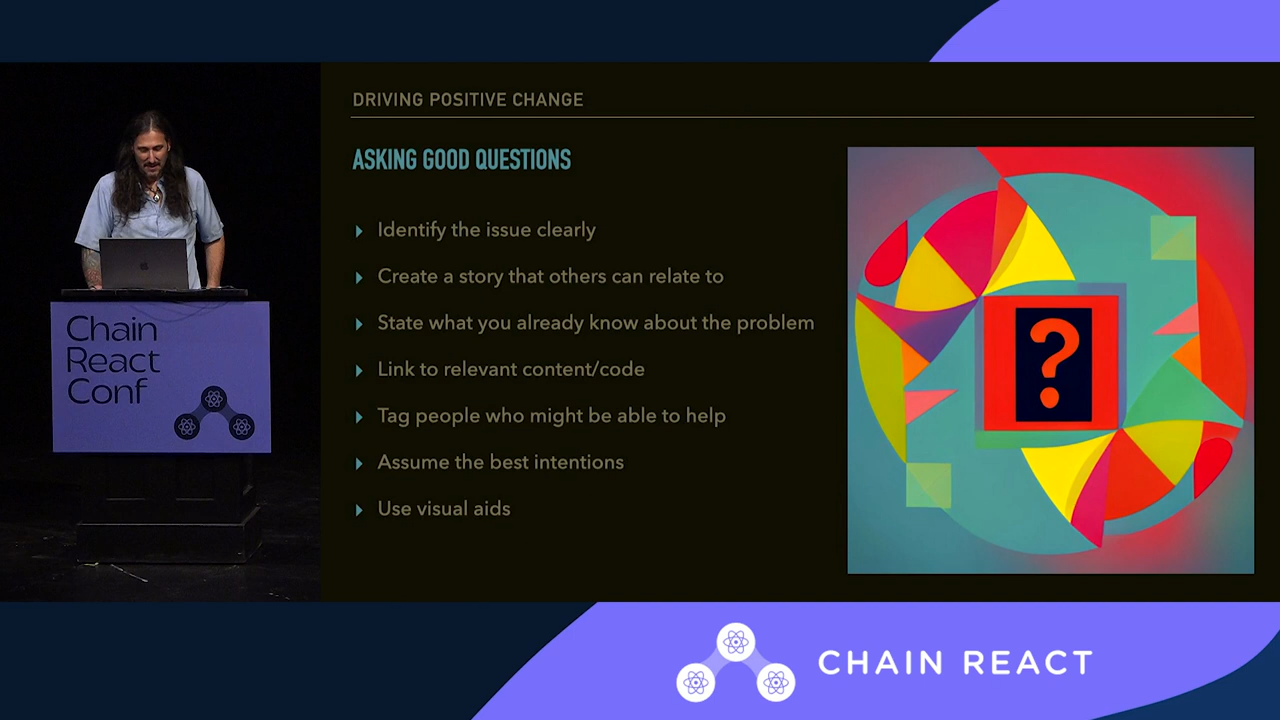 DRIVING POSITIVE CHANGE
ASKING GOOD QUESTIONS
Identify the issue clearly
Create a story that others can relate to
State what you already know about the problem
Link to relevant content/code
Tag people who might be able to help
Assume the best intentions
Use visual aids
?
Chain
React
Conf
CHAIN REACT